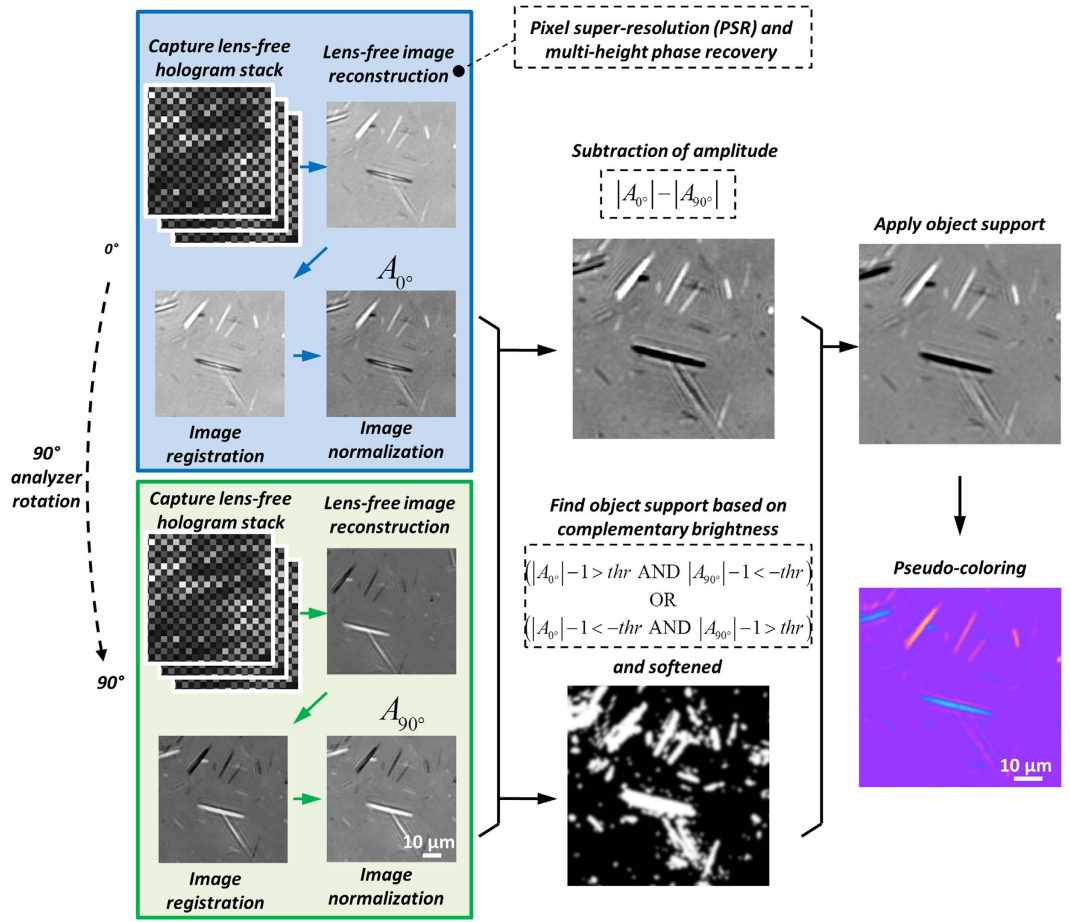 Pixel super-resolution (PSR) and
multi-height phase recovery
Capture lens-free
hologram stack
Lens-free image
reconstruction
0°
A0°
Image
registration
Image
normalization
90°
analyzer
rotation
Capture lens-free
hologram stack
Lens-free image
reconstruction
90°
A90°
10 μm
Image
registration
Image
normalization
Subtraction of amplitude
|A0°|−|A90°|
Find object support based on
complementary brightness
(|A0°|−1>thr AND |A90°|−1<−thr)
OR
(|A0°|−1<−thr AND |A90°|−1>thr)
and softened
Apply object support
Pseudo-coloring
10 μm